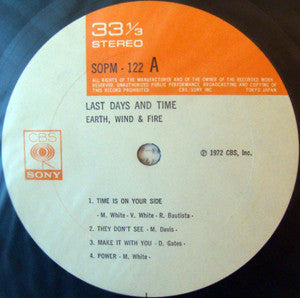 33 1/3
STEREO
SOPM - 122 A
ALL RIGHTS OF THE MANUFACTURER AND OF THE OWNER OF THE RECORDED WORK
RESERVED. UNAUTHORIZED PUBLIC PERFORMANCE BROADCASTING AND COPYING OF
THIS RECORD PROHIBITED CBS/SONY INC TOKYO JAPAN
LAST DAYS AND TIME
EARTH, WIND & FIRE
CBS
SONY
℗ 1972 CBS, Inc.
1. TIME IS ON YOUR SIDE
- M. White - V. White - R. Bautista -
2. THEY DON'T SEE - M. Davis -
3. MAKE IT WITH YOU - D. Gates -
4. POWER - M. White -